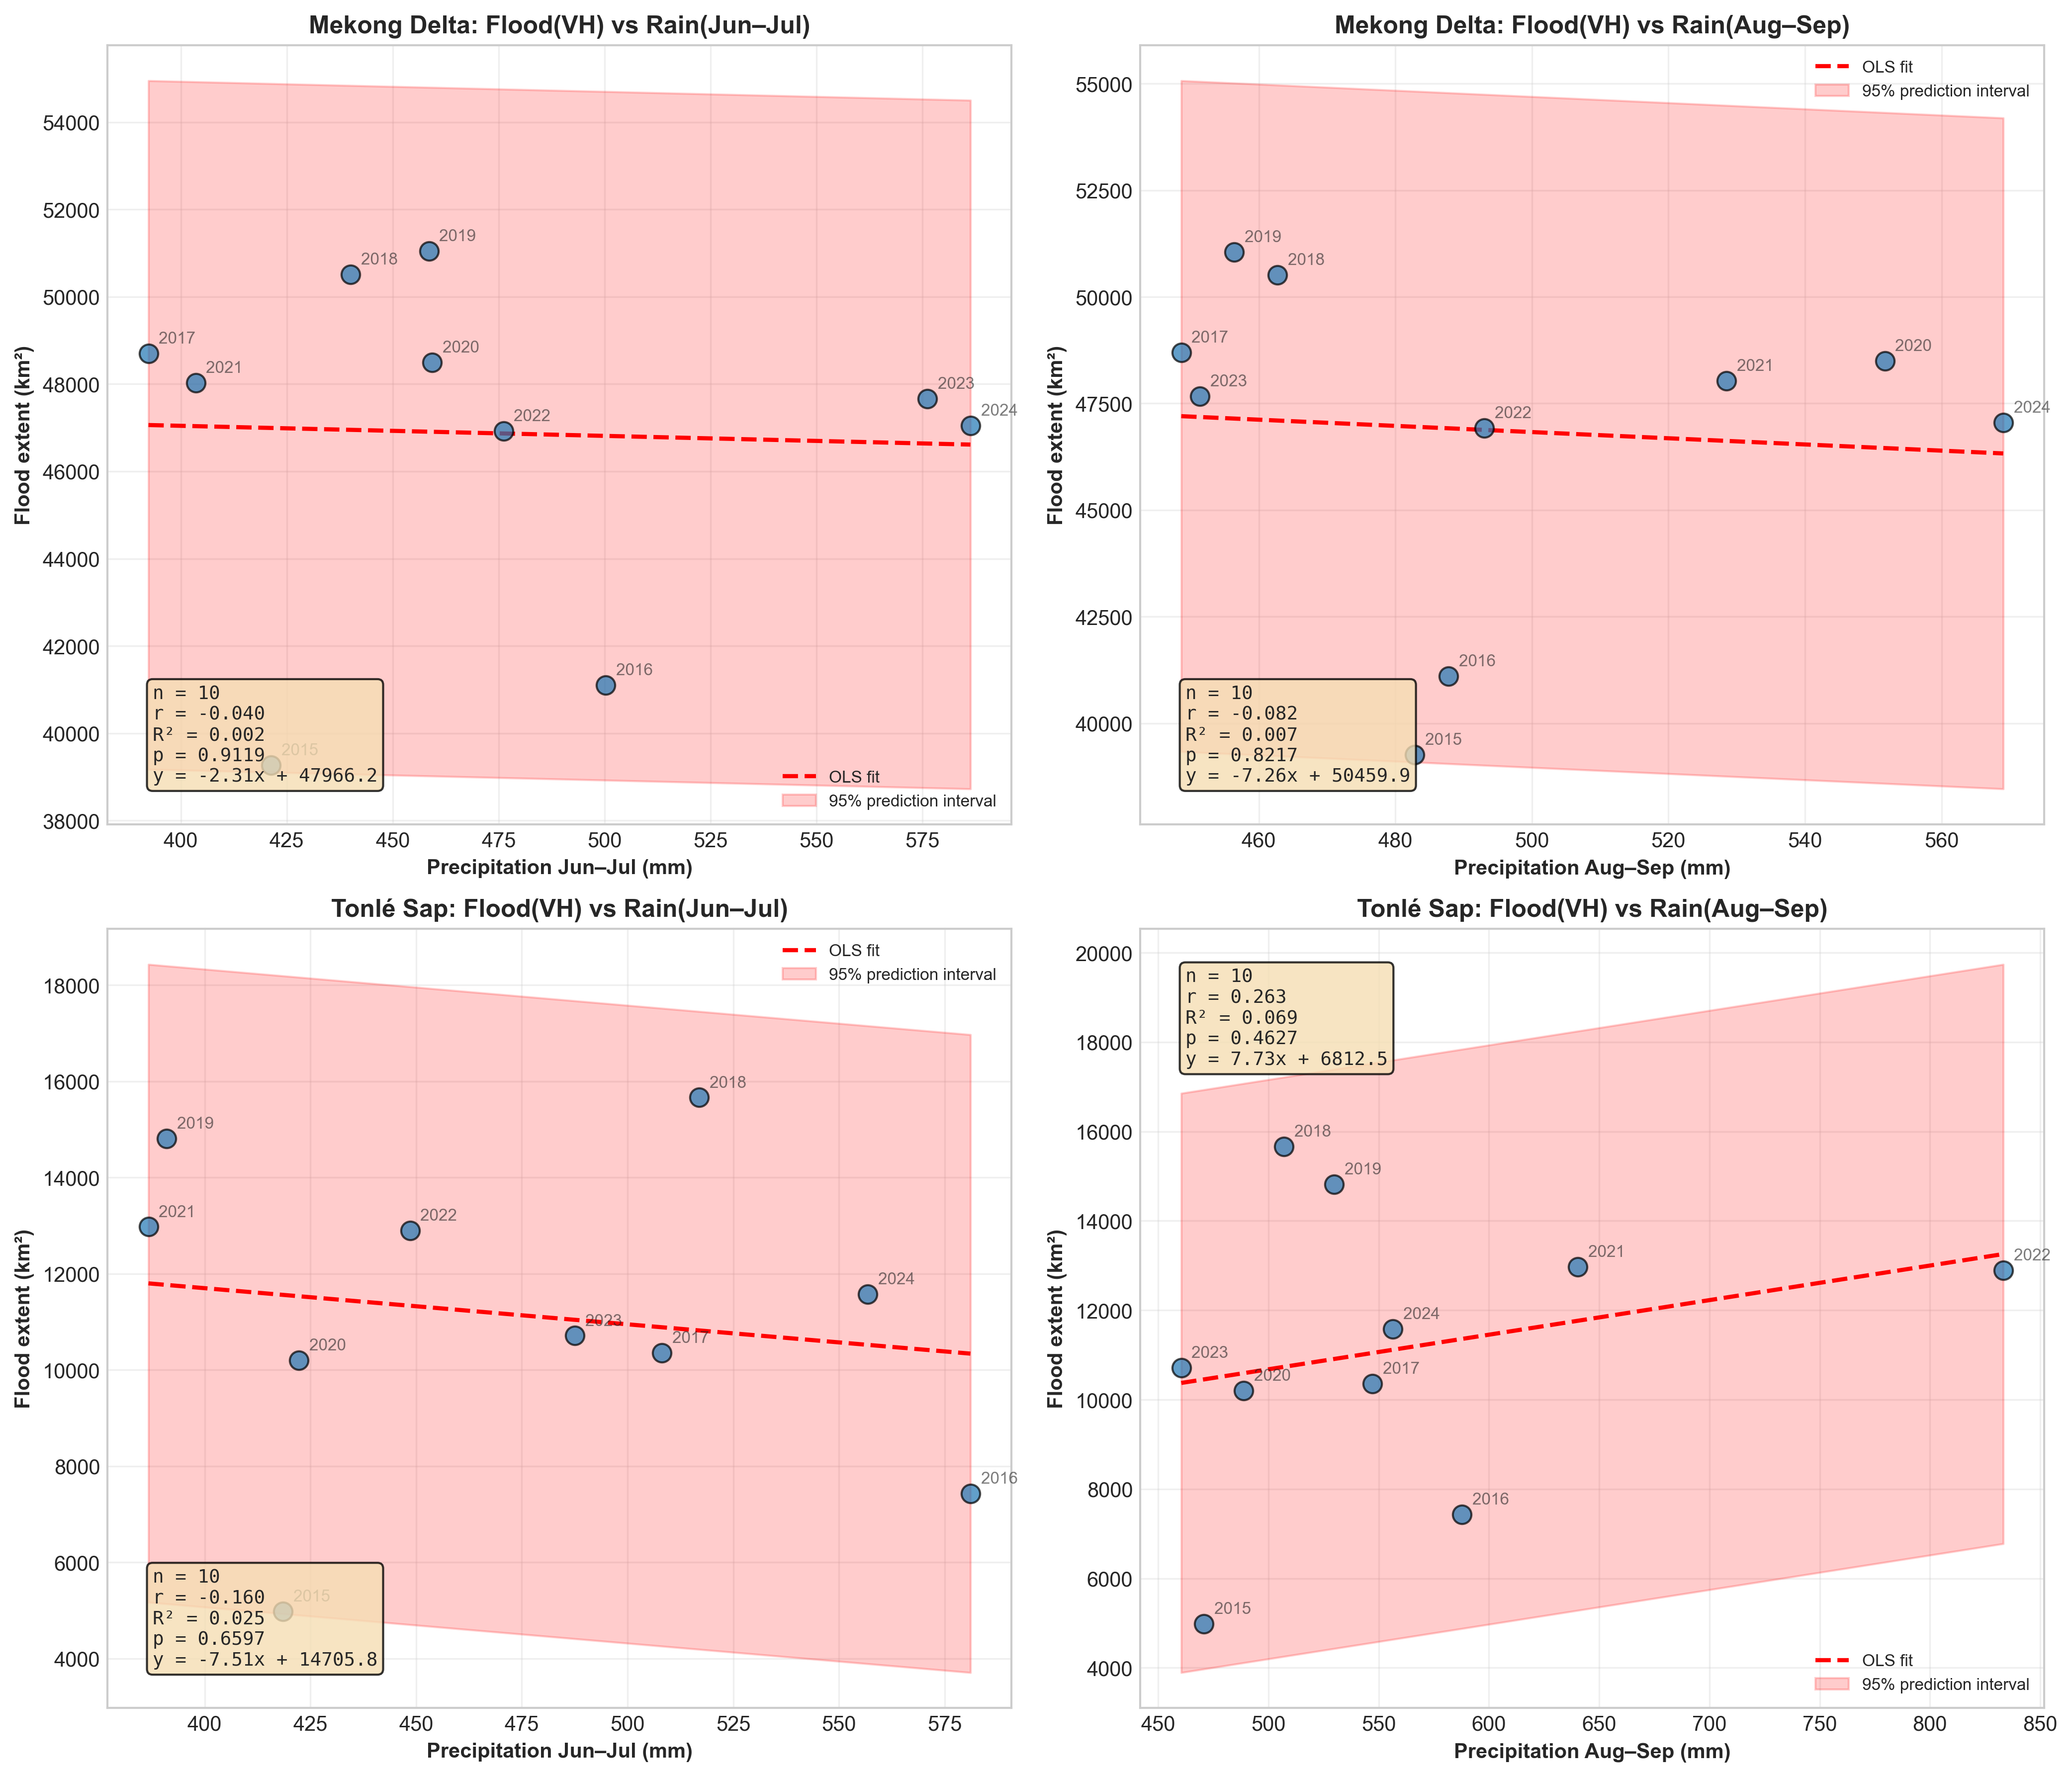 Mekong Delta: Flood(VH) vs Rain(Jun–Jul)
Flood extent (km²)
54000
52000
50000
48000
46000
44000
42000
40000
38000
2019
2018
2017
2020
2021
2023
2024
2022
2016
2015
n = 10
r = -0.040
R² = 0.002
p = 0.9119
y = -2.31x + 47966.2
OLS fit
95% prediction interval
400 425 450 475 500 525 550 575
Precipitation Jun–Jul (mm)
Mekong Delta: Flood(VH) vs Rain(Aug–Sep)
OLS fit
95% prediction interval
Flood extent (km²)
55000
52500
50000
47500
45000
42500
40000
2019
2018
2017
2020
2021
2023
2024
2022
2016
2015
n = 10
r = -0.082
R² = 0.007
p = 0.8217
y = -7.26x + 50459.9
460 480 500 520 540 560
Precipitation Aug–Sep (mm)
Tonlé Sap: Flood(VH) vs Rain(Jun–Jul)
OLS fit
95% prediction interval
Flood extent (km²)
18000
16000
14000
12000
10000
8000
6000
4000
2018
2019
2021
2022
2024
2023
2017
2020
2016
2015
n = 10
r = -0.160
R² = 0.025
p = 0.6597
y = -7.51x + 14705.8
400 425 450 475 500 525 550 575
Precipitation Jun–Jul (mm)
Tonlé Sap: Flood(VH) vs Rain(Aug–Sep)
Flood extent (km²)
20000
18000
16000
14000
12000
10000
8000
6000
4000
n = 10
r = 0.263
R² = 0.069
p = 0.4627
y = 7.73x + 6812.5
2018
2019
2021
2022
2024
2023
2017
2020
2016
2015
OLS fit
95% prediction interval
450 500 550 600 650 700 750 800 850
Precipitation Aug–Sep (mm)